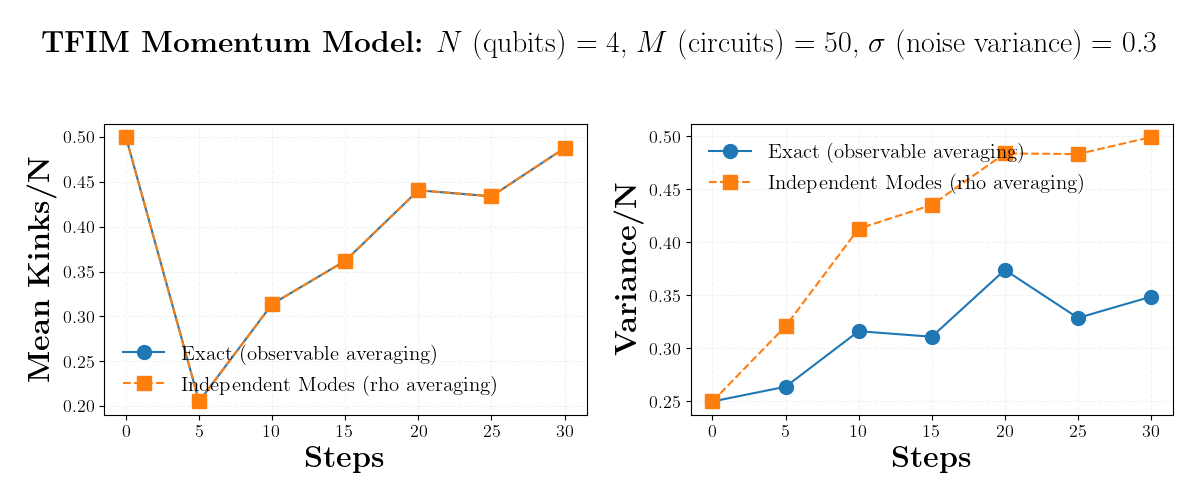 TFIM Momentum Model: N (qubits) = 4, M (circuits) = 50, σ (noise variance) = 0.3
Mean Kinks/N
0.50
0.45
0.40
0.35
0.30
0.25
0.20
Exact (observable averaging)
Independent Modes (rho averaging)
0 5 10 15 20 25 30
Steps
Variance/N
0.50
0.45
0.40
0.35
0.30
0.25
Exact (observable averaging)
Independent Modes (rho averaging)
0 5 10 15 20 25 30
Steps